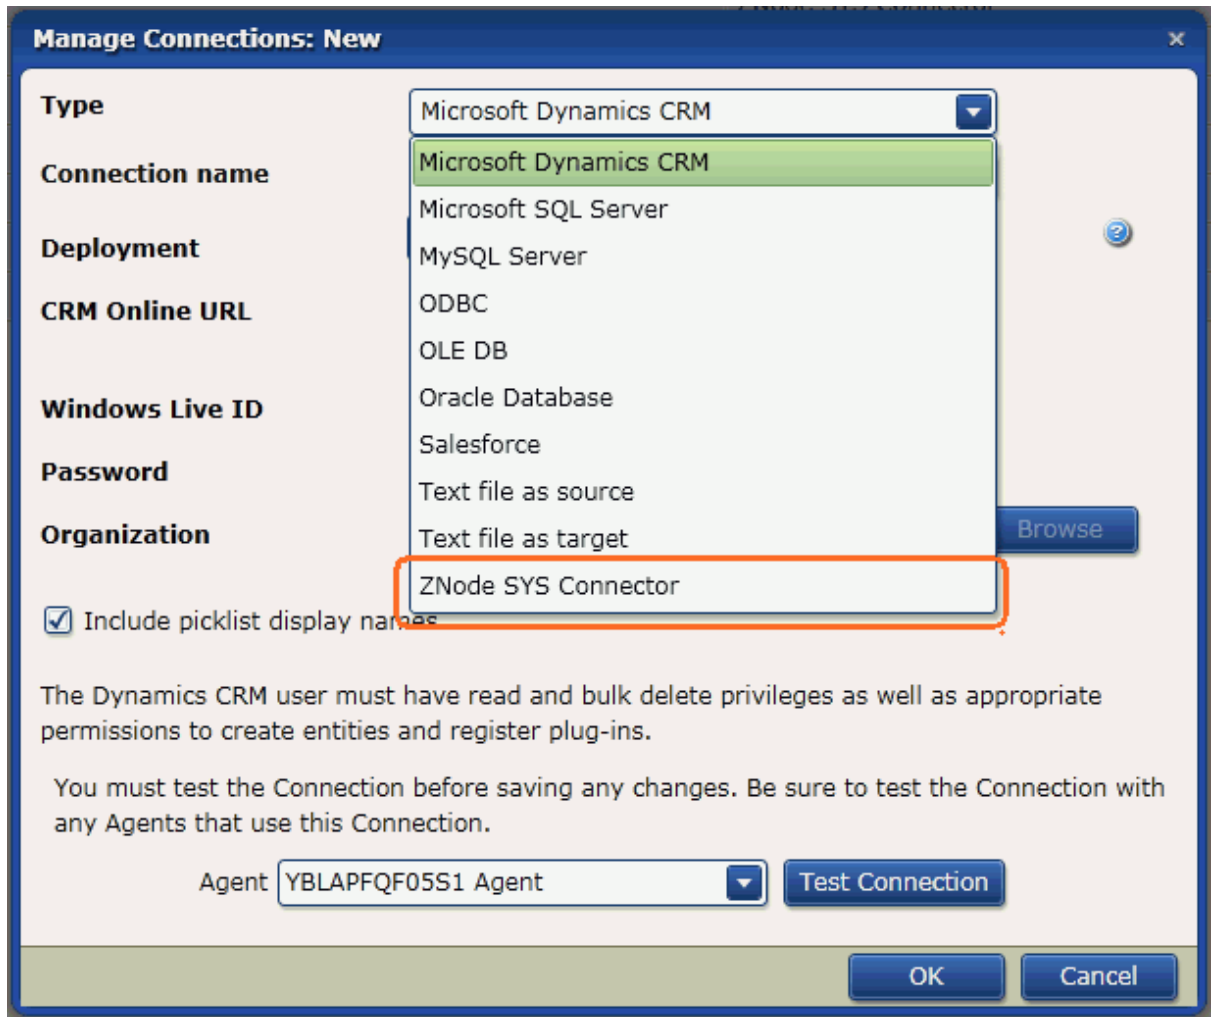 Manage Connections: New
Type
Microsoft Dynamics CRM
Microsoft Dynamics CRM
Connection name
Microsoft SQL Server
Deployment
MySQL Server
ODBC
CRM Online URL
OLE DB
Oracle Database
Windows Live ID
Salesforce
Password
Text file as source
Organization
Text file as target
Browse
ZNode SYS Connector
Include picklist display names
The Dynamics CRM user must have read and bulk delete privileges as well as appropriate
permissions to create entities and register plug-ins.
You must test the Connection before saving any changes. Be sure to test the Connection with
any Agents that use this Connection.
Agent YBLAPFQF05S1 Agent Test Connection
OK Cancel